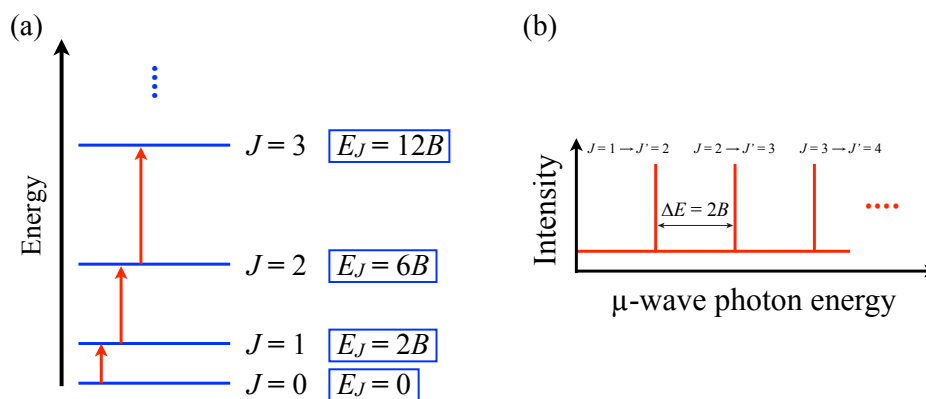 (a)
Energy
J = 3 E_J = 12B
J = 2 E_J = 6B
J = 1 E_J = 2B
J = 0 E_J = 0
(b)
J = 1 → J' = 2 J = 2 → J' = 3 J = 3 → J' = 4
ΔE = 2B
Intensity
μ-wave photon energy